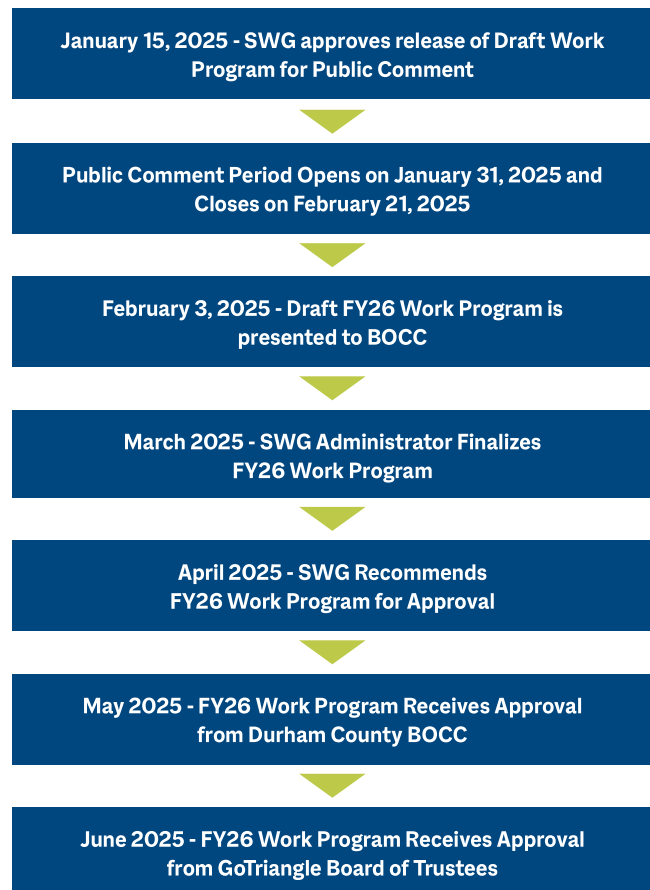 January 15, 2025 - SWG approves release of Draft Work
Program for Public Comment
Public Comment Period Opens on January 31, 2025 and
Closes on February 21, 2025
February 3, 2025 - Draft FY26 Work Program is
presented to BOCC
March 2025 - SWG Administrator Finalizes
FY26 Work Program
April 2025 - SWG Recommends
FY26 Work Program for Approval
May 2025 - FY26 Work Program Receives Approval
from Durham County BOCC
June 2025 - FY26 Work Program Receives Approval
from GoTriangle Board of Trustees